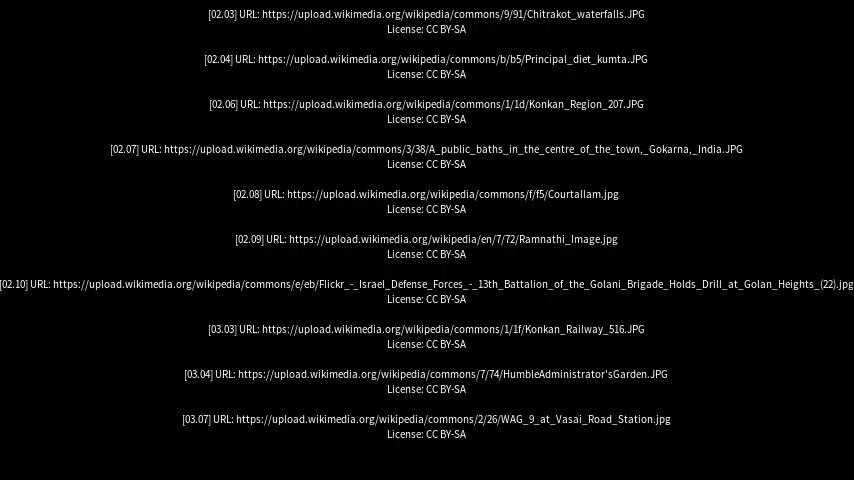 [02.03] URL: https://upload.wikimedia.org/wikipedia/commons/9/91/Chitrakot_waterfalls.JPG
License: CC BY-SA
[02.04] URL: https://upload.wikimedia.org/wikipedia/commons/b/b5/Principal_diet_kumta.JPG
License: CC BY-SA
[02.06] URL: https://upload.wikimedia.org/wikipedia/commons/1/1d/Konkan_Region_207.JPG
License: CC BY-SA
[02.07] URL: https://upload.wikimedia.org/wikipedia/commons/3/38/A_public_baths_in_the_centre_of_the_town,_Gokarna,_India.JPG
License: CC BY-SA
[02.08] URL: https://upload.wikimedia.org/wikipedia/commons/f/f5/Courtallam.jpg
License: CC BY-SA
[02.09] URL: https://upload.wikimedia.org/wikipedia/en/7/72/Ramnathi_Image.jpg
License: CC BY-SA
[02.10] URL: https://upload.wikimedia.org/wikipedia/commons/e/eb/Flickr_-_Israel_Defense_Forces_-_13th_Battalion_of_the_Golani_Brigade_Holds_Drill_at_Golan_Heights_(22).jpg
License: CC BY-SA
[03.03] URL: https://upload.wikimedia.org/wikipedia/commons/1/1f/Konkan_Railway_516.JPG
License: CC BY-SA
[03.04] URL: https://upload.wikimedia.org/wikipedia/commons/7/74/HumbleAdministrator'sGarden.JPG
License: CC BY-SA
[03.07] URL: https://upload.wikimedia.org/wikipedia/commons/2/26/WAG_9_at_Vasai_Road_Station.jpg
License: CC BY-SA